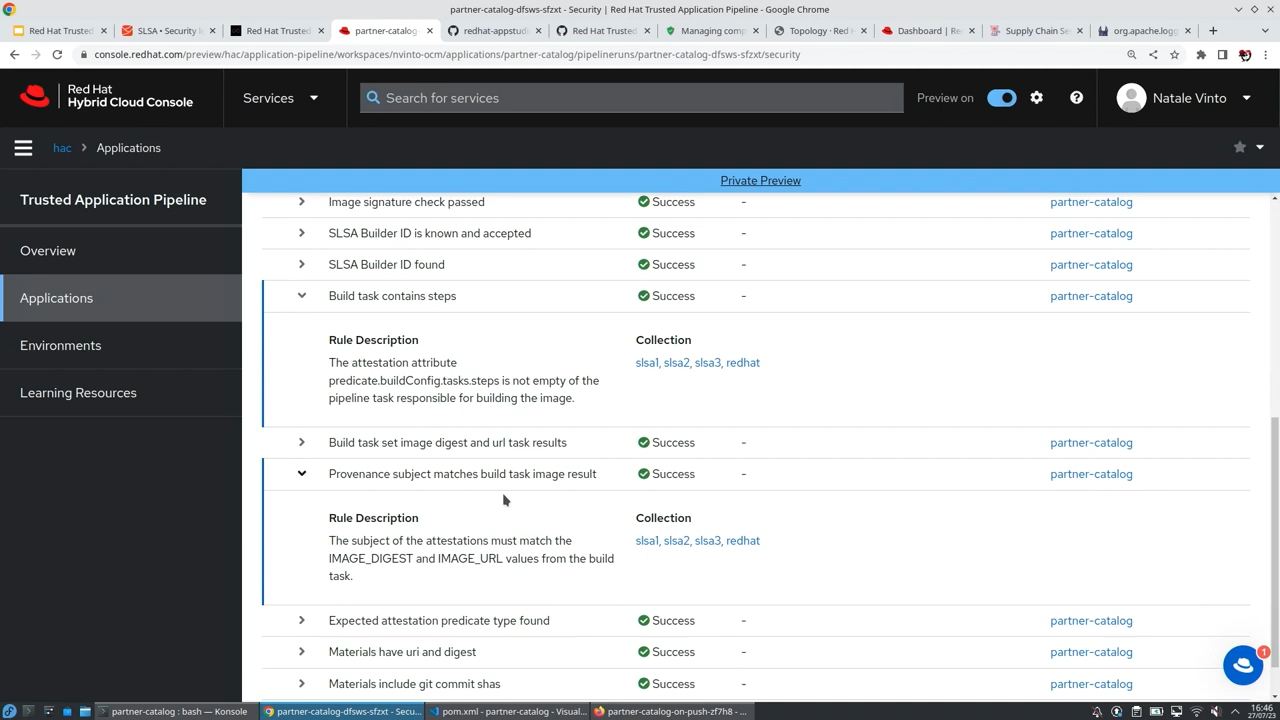 partner-catalog-dfsws-sfzxt - Security | Red Hat Trusted Application Pipeline - Google Chrome
Red Hat Trusted
SLSA • Security l
Red Hat Trusted
partner-catalog-
redhat-appstudi
Red Hat Trusted
Managing comp
Topology · Red H
Dashboard | Re
Supply Chain Se
org.apache.logg
console.redhat.com/preview/hac/application-pipeline/workspaces/nvinto-ocm/applications/partner-catalog/pipelineruns/partner-catalog-dfsws-sfzxt/security
Red Hat
Hybrid Cloud Console
Services
Search for services
Preview on
Natale Vinto
hac
Applications
Private Preview
Trusted Application Pipeline
Overview
Applications
Environments
Learning Resources
Image signature check passed Success - partner-catalog
SLSA Builder ID is known and accepted Success - partner-catalog
SLSA Builder ID found Success - partner-catalog
Build task contains steps Success - partner-catalog
Rule Description
The attestation attribute
predicate.buildConfig.tasks.steps is not empty of the
pipeline task responsible for building the image.
Collection
slsa1, slsa2, slsa3, redhat
Build task set image digest and url task results Success - partner-catalog
Provenance subject matches build task image result Success - partner-catalog
Rule Description
The subject of the attestations must match the
IMAGE_DIGEST and IMAGE_URL values from the build
task.
Collection
slsa1, slsa2, slsa3, redhat
Expected attestation predicate type found Success - partner-catalog
Materials have uri and digest Success - partner-catalog
Materials include git commit shas Success - partner-catalog
1
partner-catalog : bash — Konsole
partner-catalog-dfsws-sfzxt - Secu...
pom.xml - partner-catalog - Visual...
partner-catalog-on-push-zf7h8 - ...
16:46
27/07/23